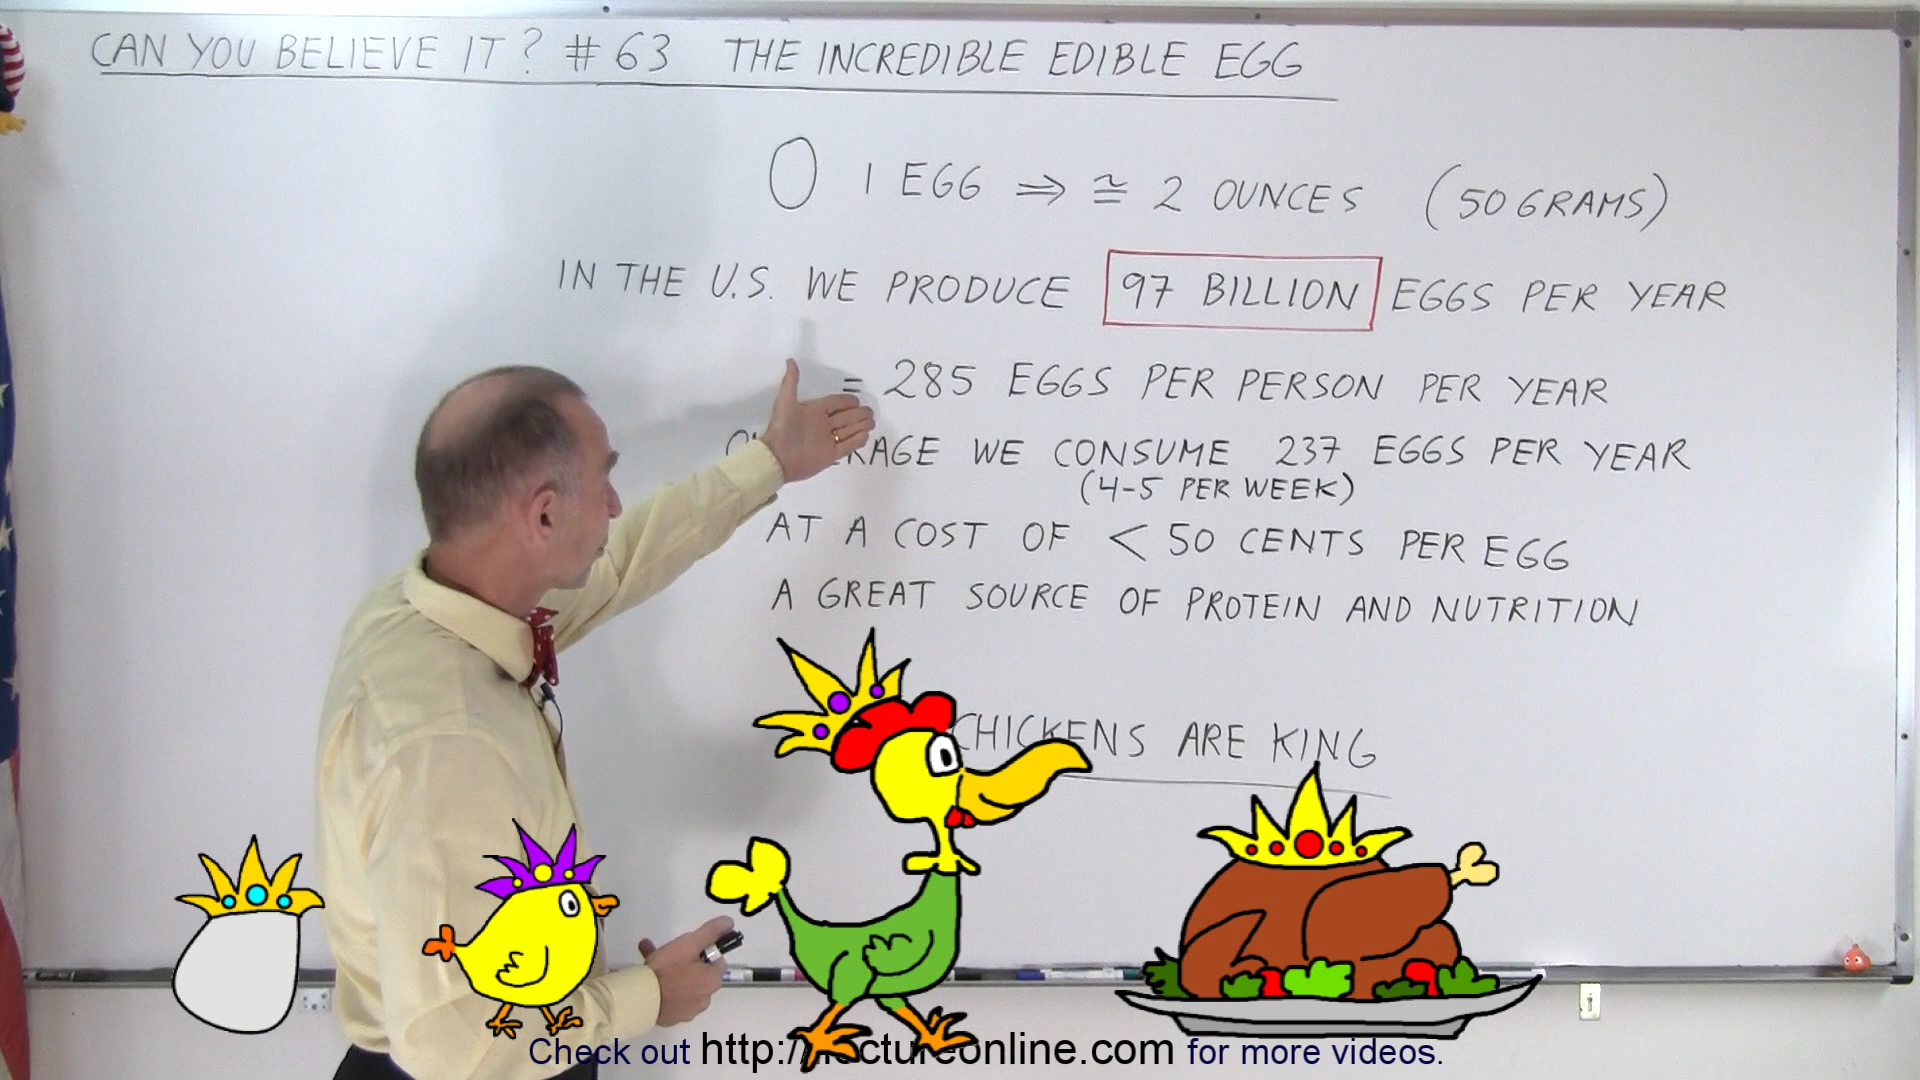 CAN YOU BELIEVE IT? # 63 THE INCREDIBLE EDIBLE EGG
1 EGG ⇒ ≅ 2 OUNCES (50 GRAMS)
IN THE U.S. WE PRODUCE 97 BILLION EGGS PER YEAR
= 285 EGGS PER PERSON PER YEAR
WE CONSUME 237 EGGS PER YEAR
(4-5 PER WEEK)
AT A COST OF < 50 CENTS PER EGG
A GREAT SOURCE OF PROTEIN AND NUTRITION
CHICKENS ARE KING
Check out http://lectureonline.com for more videos.